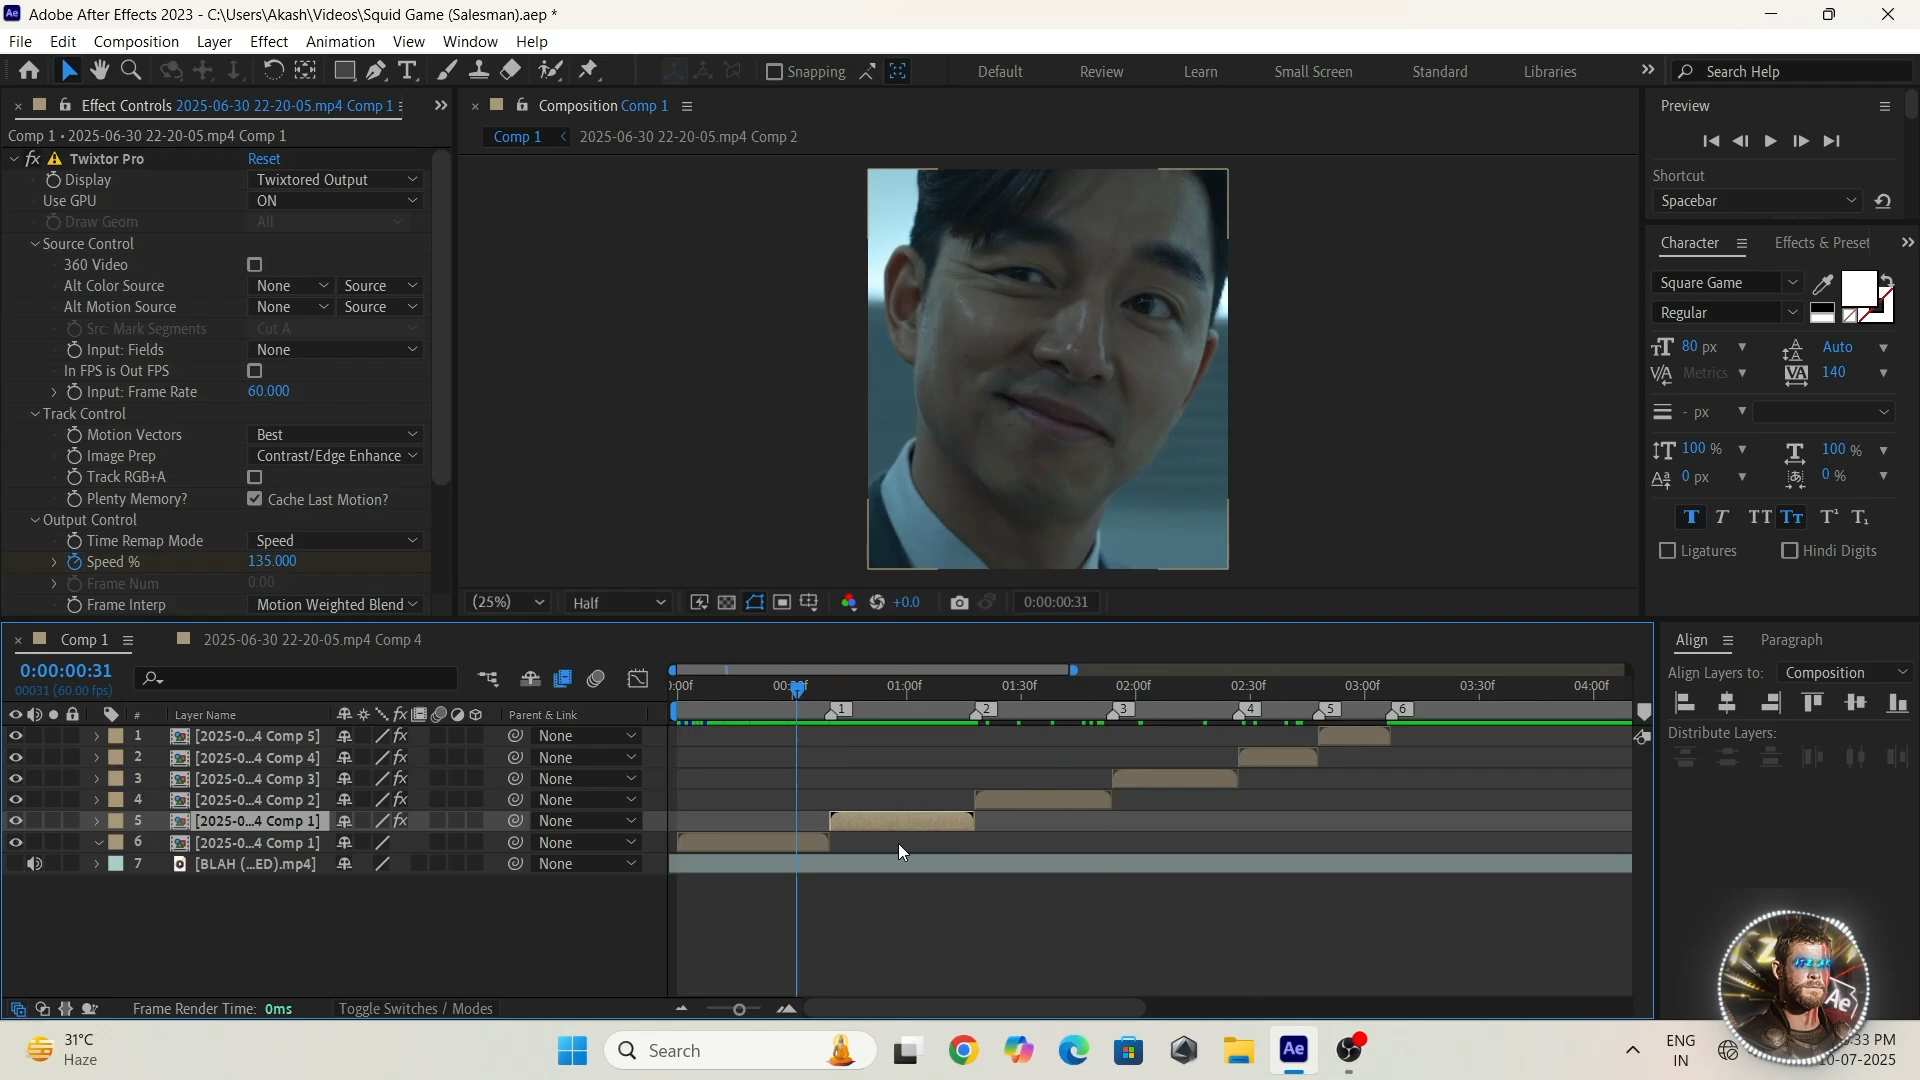 Adobe After Effects 2023 - C:\Users\Akash\Videos\Squid Game (Salesman).aep *
File Edit Composition Layer Effect Animation View Window Help
Snapping Default Review Learn Small Screen Standard Libraries Search Help
Effect Controls 2025-06-30 22-20-05.mp4 Comp 1
Comp 1 • 2025-06-30 22-20-05.mp4 Comp 1
fx Twixtor Pro Reset
Display Twixtored Output
Use GPU ON
Draw Geom All
Source Control
360 Video
Alt Color Source None Source
Alt Motion Source None Source
Src: Mark Segments Cut A
Input: Fields None
In FPS is Out FPS
Input: Frame Rate 60.000
Track Control
Motion Vectors Best
Image Prep Contrast/Edge Enhance
Track RGB+A
Plenty Memory? Cache Last Motion?
Output Control
Time Remap Mode Speed
Speed % 135.000
Frame Num 0.00
Frame Interp Motion Weighted Blend
Composition Comp 1
Comp 1 2025-06-30 22-20-05.mp4 Comp 2
(25%) Half +0.0 0:00:00:31
Preview
Shortcut
Spacebar
Character Effects & Preset
Square Game
Regular
80 px Auto
Metrics 140
- px
100 % 100 %
0 px 0 %
T T TT Tт T¹ T₁
Ligatures Hindi Digits
Align Paragraph
Align Layers to: Composition
Distribute Layers:
Comp 1 2025-06-30 22-20-05.mp4 Comp 4
0:00:00:31
00031 (60.00 fps)
01:00f 01:30f 02:00f 02:30f 03:00f 03:30f 04:00f
# Layer Name Parent & Link
1 2 3 4 5 6
1 [2025-0...4 Comp 5] None
2 [2025-0...4 Comp 4] None
3 [2025-0...4 Comp 3] None
4 [2025-0...4 Comp 2] None
5 [2025-0...4 Comp 1] None
6 [2025-0...4 Comp 1] None
7 [BLAH (...ED).mp4] None
Frame Render Time: 0ms Toggle Switches / Modes
31°C
Haze
Search
Ae
ENG
IN
:33 PM
10-07-2025